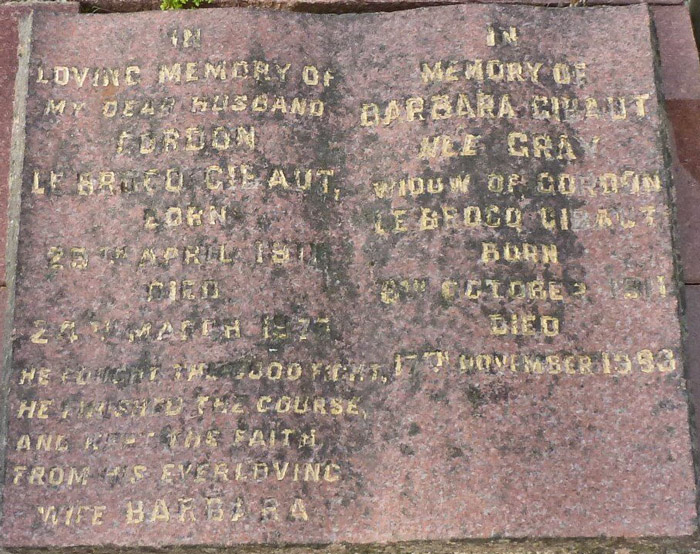 IN
LOVING MEMORY OF
MY DEAR HUSBAND
GORDON
LE BROCQ GIBAUT,
BORN
APRIL 1911
DIED
MARCH
HE FOUGHT THE GOOD FIGHT,
HE FINISHED THE COURSE,
AND KEPT THE FAITH
FROM HIS EVERLOVING
WIFE BARBARA
IN
MEMORY OF
BARBARA GIBAUT
NEE GRAY
WIDOW OF GORDON
LE BROCQ GIBAUT
BORN
OCTOBER 1911
DIED
17TH NOVEMBER 1993